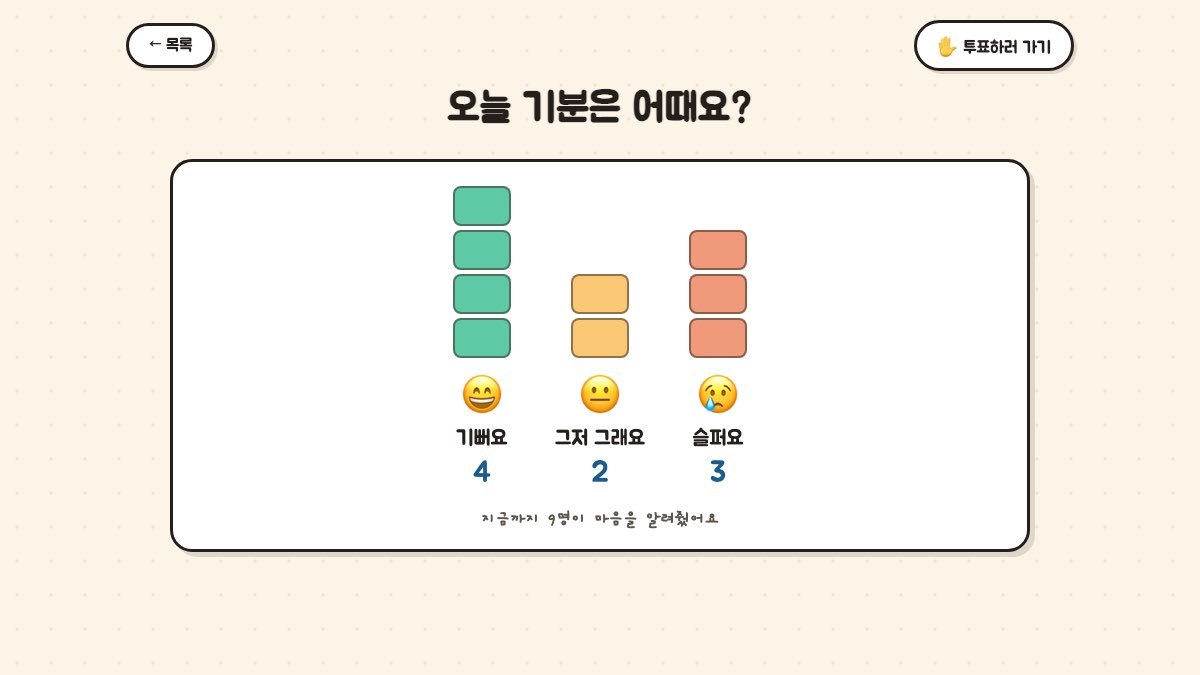 ← 목록
✋ 투표하러 가기
오늘 기분은 어때요?
기뻐요
그저 그래요
슬퍼요
4
2
3
지금까지 9명이 마음을 알려줬어요